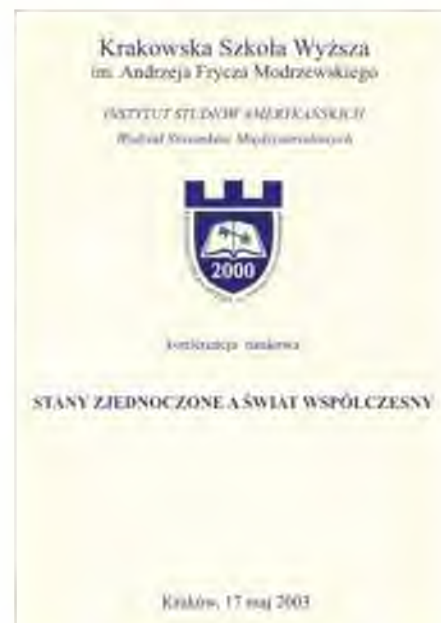 Krakowska Szkoła Wyższa
im. Andrzeja Frycza Modrzewskiego
INSTYTUT STUDIÓW AMERYKAŃSKICH
Wydział Stosunków Międzynarodowych
2000
konferencja naukowa
STANY ZJEDNOCZONE A ŚWIAT WSPÓŁCZESNY
Kraków, 17 maj 2003